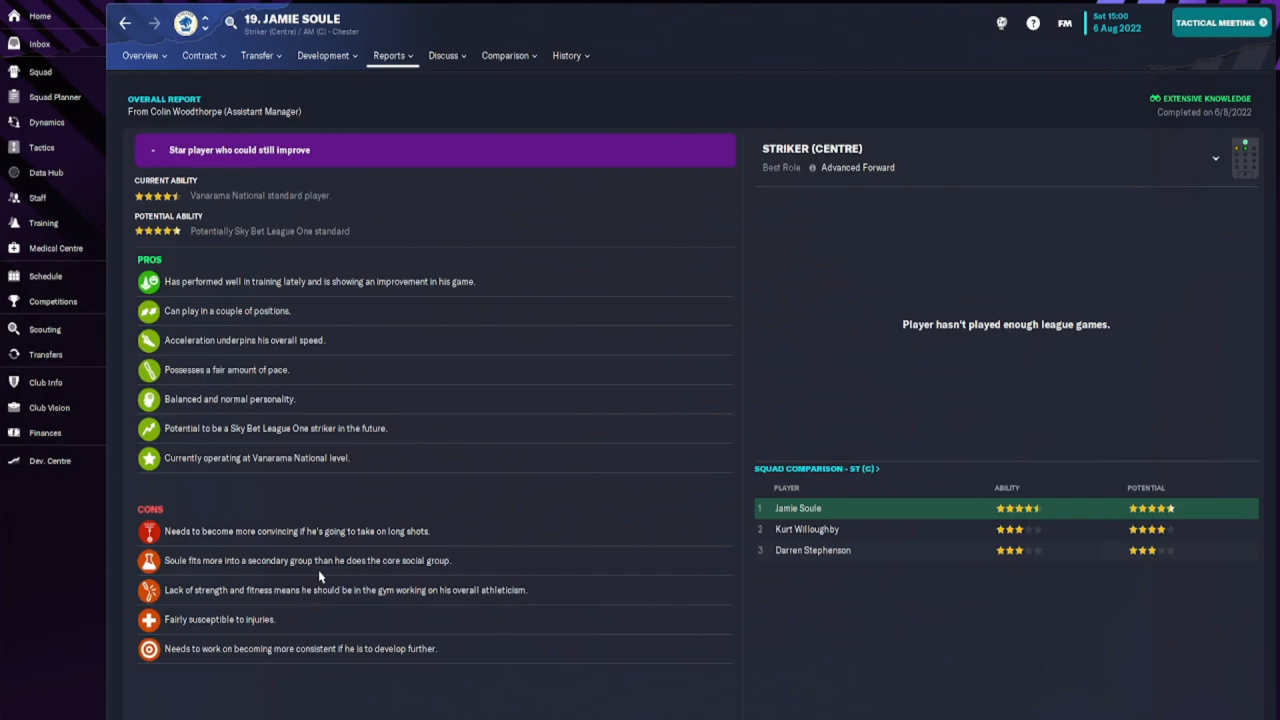 Home
Inbox
Squad
Squad Planner
Dynamics
Tactics
Data Hub
Staff
Training
Medical Centre
Schedule
Competitions
Scouting
Transfers
Club Info
Club Vision
Finances
Dev. Centre
19. JAMIE SOULE
Striker (Centre) / AM (C) - Chester
FM
Sat 15:00
6 Aug 2022
TACTICAL MEETING
Overview
Contract
Transfer
Development
Reports
Discuss
Comparison
History
OVERALL REPORT
From Colin Woodthorpe (Assistant Manager)
EXTENSIVE KNOWLEDGE
Completed on 6/8/2022
- Star player who could still improve
CURRENT ABILITY
Vanarama National standard player.
POTENTIAL ABILITY
Potentially Sky Bet League One standard
PROS
Has performed well in training lately and is showing an improvement in his game.
Can play in a couple of positions.
Acceleration underpins his overall speed.
Possesses a fair amount of pace.
Balanced and normal personality.
Potential to be a Sky Bet League One striker in the future.
Currently operating at Vanarama National level.
CONS
Needs to become more convincing if he's going to take on long shots.
Soule fits more into a secondary group than he does the core social group.
Lack of strength and fitness means he should be in the gym working on his overall athleticism.
Fairly susceptible to injuries.
Needs to work on becoming more consistent if he is to develop further.
STRIKER (CENTRE)
Best Role Advanced Forward
Player hasn't played enough league games.
SQUAD COMPARISON - ST (C) >
PLAYER ABILITY POTENTIAL
1 Jamie Soule
2 Kurt Willoughby
3 Darren Stephenson